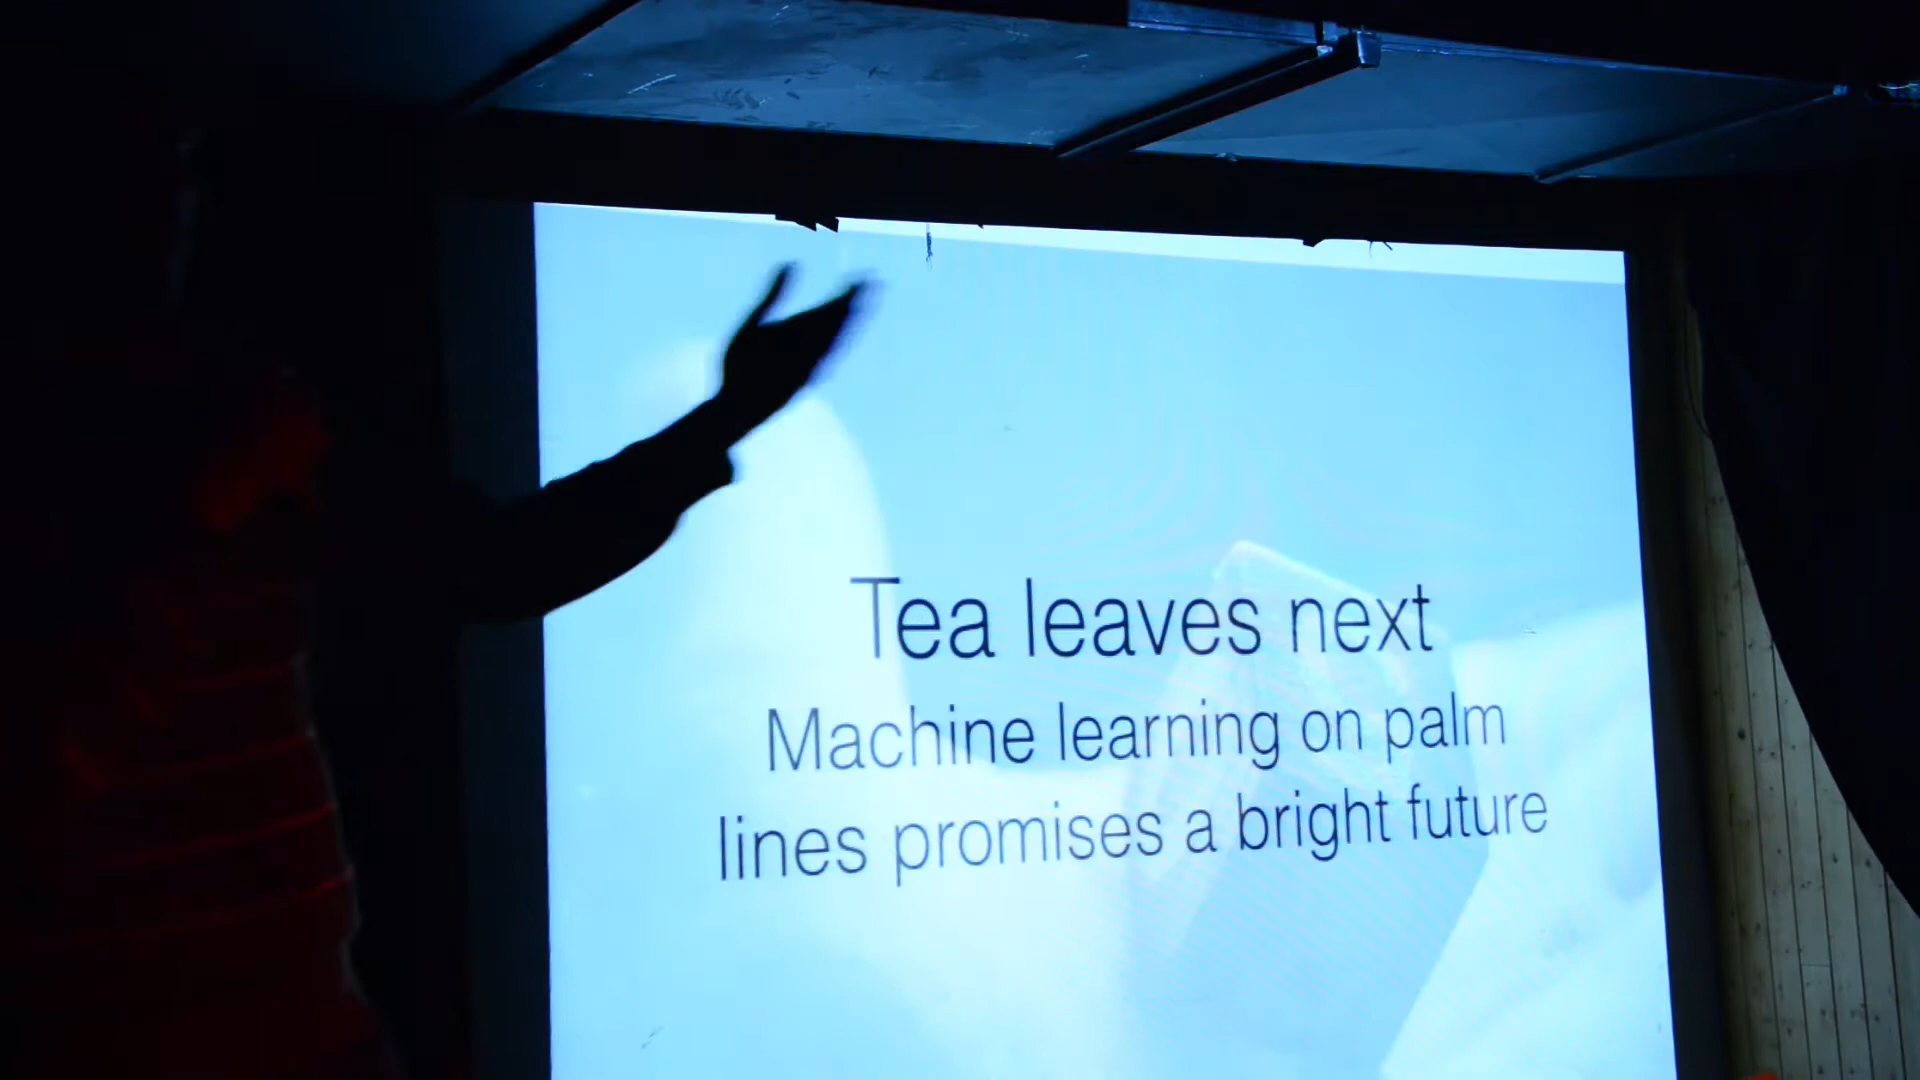 Tea leaves next
Machine learning on palm
lines promises a bright future